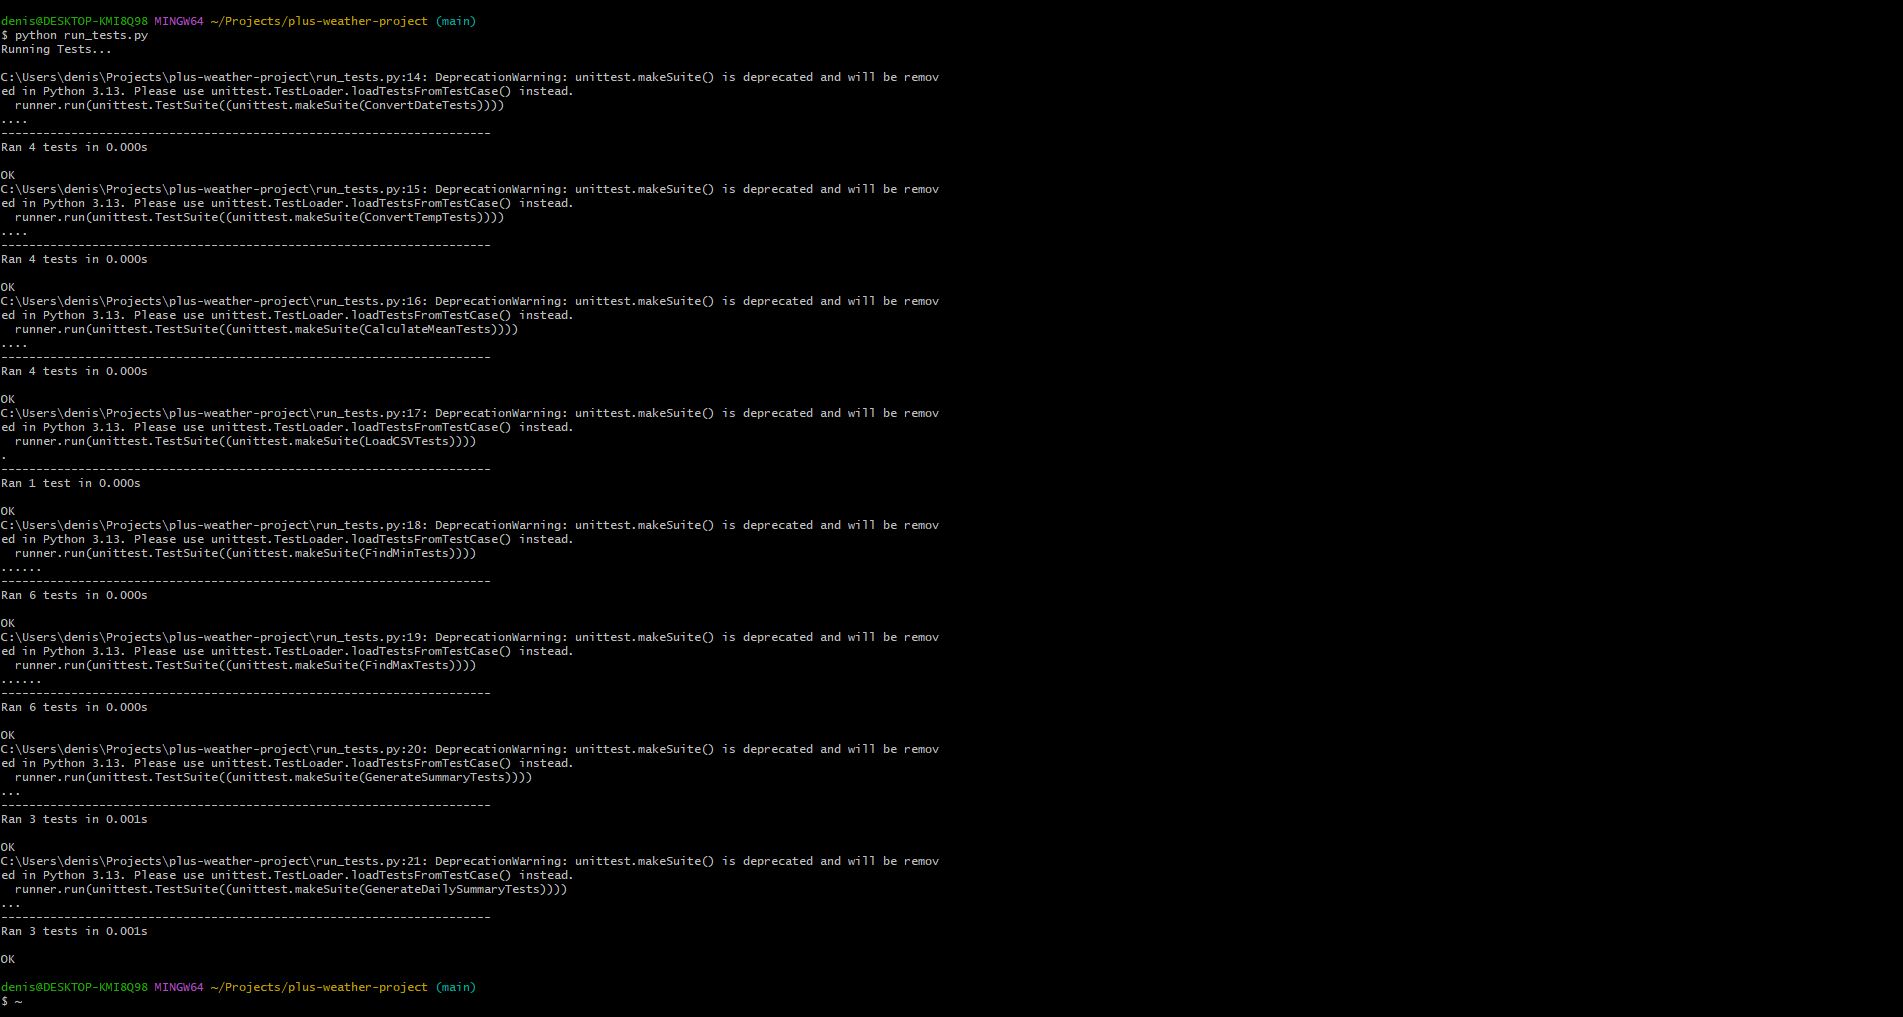 denis@DESKTOP-KMI8Q98 MINGW64 ~/Projects/plus-weather-project (main)
$ python run_tests.py
Running Tests...
C:\Users\denis\Projects\plus-weather-project\run_tests.py:14: DeprecationWarning: unittest.makeSuite() is deprecated and will be remov
ed in Python 3.13. Please use unittest.TestLoader.loadTestsFromTestCase() instead.
  runner.run(unittest.TestSuite((unittest.makeSuite(ConvertDateTests))))
....
----------------------------------------------------------------------
Ran 4 tests in 0.000s
OK
C:\Users\denis\Projects\plus-weather-project\run_tests.py:15: DeprecationWarning: unittest.makeSuite() is deprecated and will be remov
ed in Python 3.13. Please use unittest.TestLoader.loadTestsFromTestCase() instead.
  runner.run(unittest.TestSuite((unittest.makeSuite(ConvertTempTests))))
....
----------------------------------------------------------------------
Ran 4 tests in 0.000s
OK
C:\Users\denis\Projects\plus-weather-project\run_tests.py:16: DeprecationWarning: unittest.makeSuite() is deprecated and will be remov
ed in Python 3.13. Please use unittest.TestLoader.loadTestsFromTestCase() instead.
  runner.run(unittest.TestSuite((unittest.makeSuite(CalculateMeanTests))))
....
----------------------------------------------------------------------
Ran 4 tests in 0.000s
OK
C:\Users\denis\Projects\plus-weather-project\run_tests.py:17: DeprecationWarning: unittest.makeSuite() is deprecated and will be remov
ed in Python 3.13. Please use unittest.TestLoader.loadTestsFromTestCase() instead.
  runner.run(unittest.TestSuite((unittest.makeSuite(LoadCSVTests))))
.
----------------------------------------------------------------------
Ran 1 test in 0.000s
OK
C:\Users\denis\Projects\plus-weather-project\run_tests.py:18: DeprecationWarning: unittest.makeSuite() is deprecated and will be remov
ed in Python 3.13. Please use unittest.TestLoader.loadTestsFromTestCase() instead.
  runner.run(unittest.TestSuite((unittest.makeSuite(FindMinTests))))
......
----------------------------------------------------------------------
Ran 6 tests in 0.000s
OK
C:\Users\denis\Projects\plus-weather-project\run_tests.py:19: DeprecationWarning: unittest.makeSuite() is deprecated and will be remov
ed in Python 3.13. Please use unittest.TestLoader.loadTestsFromTestCase() instead.
  runner.run(unittest.TestSuite((unittest.makeSuite(FindMaxTests))))
......
----------------------------------------------------------------------
Ran 6 tests in 0.000s
OK
C:\Users\denis\Projects\plus-weather-project\run_tests.py:20: DeprecationWarning: unittest.makeSuite() is deprecated and will be remov
ed in Python 3.13. Please use unittest.TestLoader.loadTestsFromTestCase() instead.
  runner.run(unittest.TestSuite((unittest.makeSuite(GenerateSummaryTests))))
...
----------------------------------------------------------------------
Ran 3 tests in 0.001s
OK
C:\Users\denis\Projects\plus-weather-project\run_tests.py:21: DeprecationWarning: unittest.makeSuite() is deprecated and will be remov
ed in Python 3.13. Please use unittest.TestLoader.loadTestsFromTestCase() instead.
  runner.run(unittest.TestSuite((unittest.makeSuite(GenerateDailySummaryTests))))
...
----------------------------------------------------------------------
Ran 3 tests in 0.001s
OK
denis@DESKTOP-KMI8Q98 MINGW64 ~/Projects/plus-weather-project (main)
$ ~